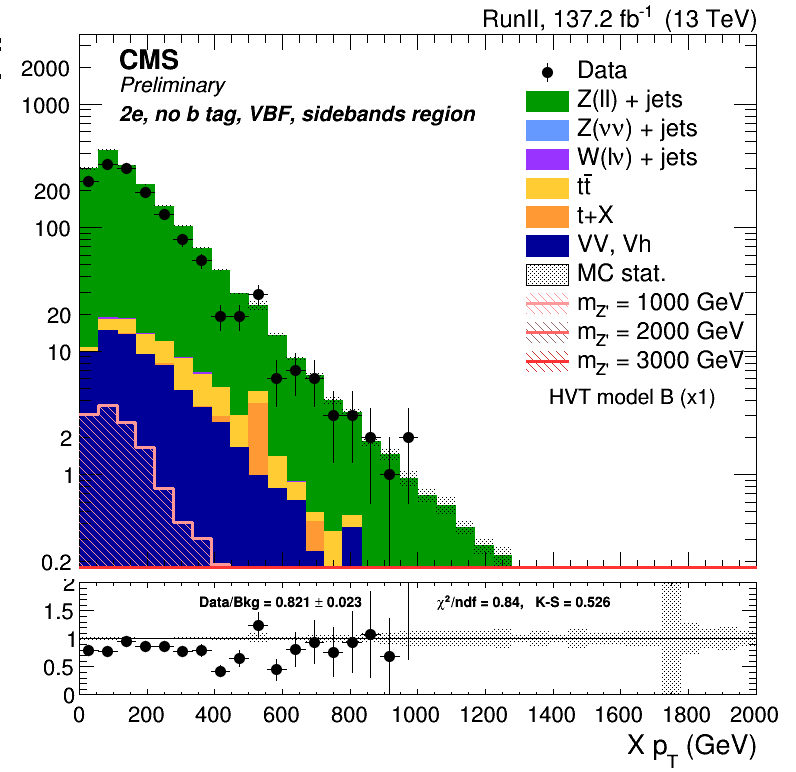 RunII, 137.2 fb⁻¹ (13 TeV)
CMS
Preliminary
2e, no b tag, VBF, sidebands region
Data
Z(ll) + jets
Z(νν) + jets
W(lν) + jets
tt̄
t+X
VV, Vh
MC stat.
m_Z' = 1000 GeV
m_Z' = 2000 GeV
m_Z' = 3000 GeV
HVT model B (x1)
2000
1000
200
100
20
10
2
1
0.2
Data/Bkg = 0.821 ± 0.023 χ²/ndf = 0.84, K-S = 0.526
2
1.5
1
0.5
0
0 200 400 600 800 1000 1200 1400 1600 1800 2000
X p_T (GeV)